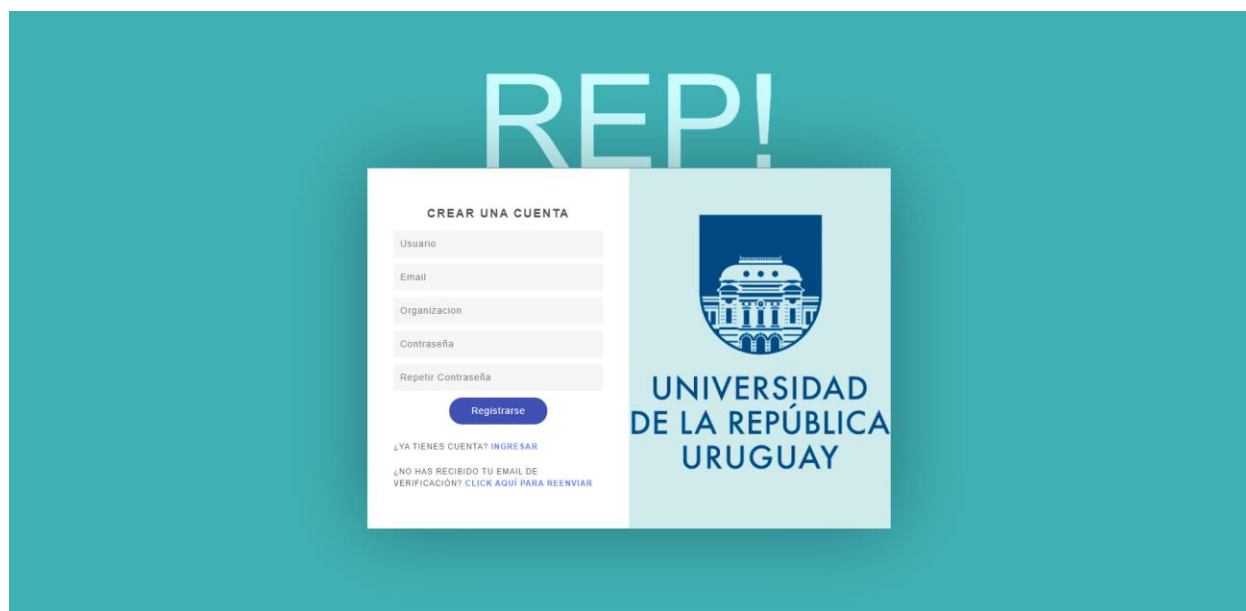 REP!
CREAR UNA CUENTA
Usuario
Email
Organizacion
Contraseña
Repetir Contraseña
Registrarse
¿YA TIENES CUENTA? INGRESAR
¿NO HAS RECIBIDO TU EMAIL DE
VERIFICACIÓN? CLICK AQUÍ PARA REENVIAR
UNIVERSIDAD
DE LA REPÚBLICA
URUGUAY